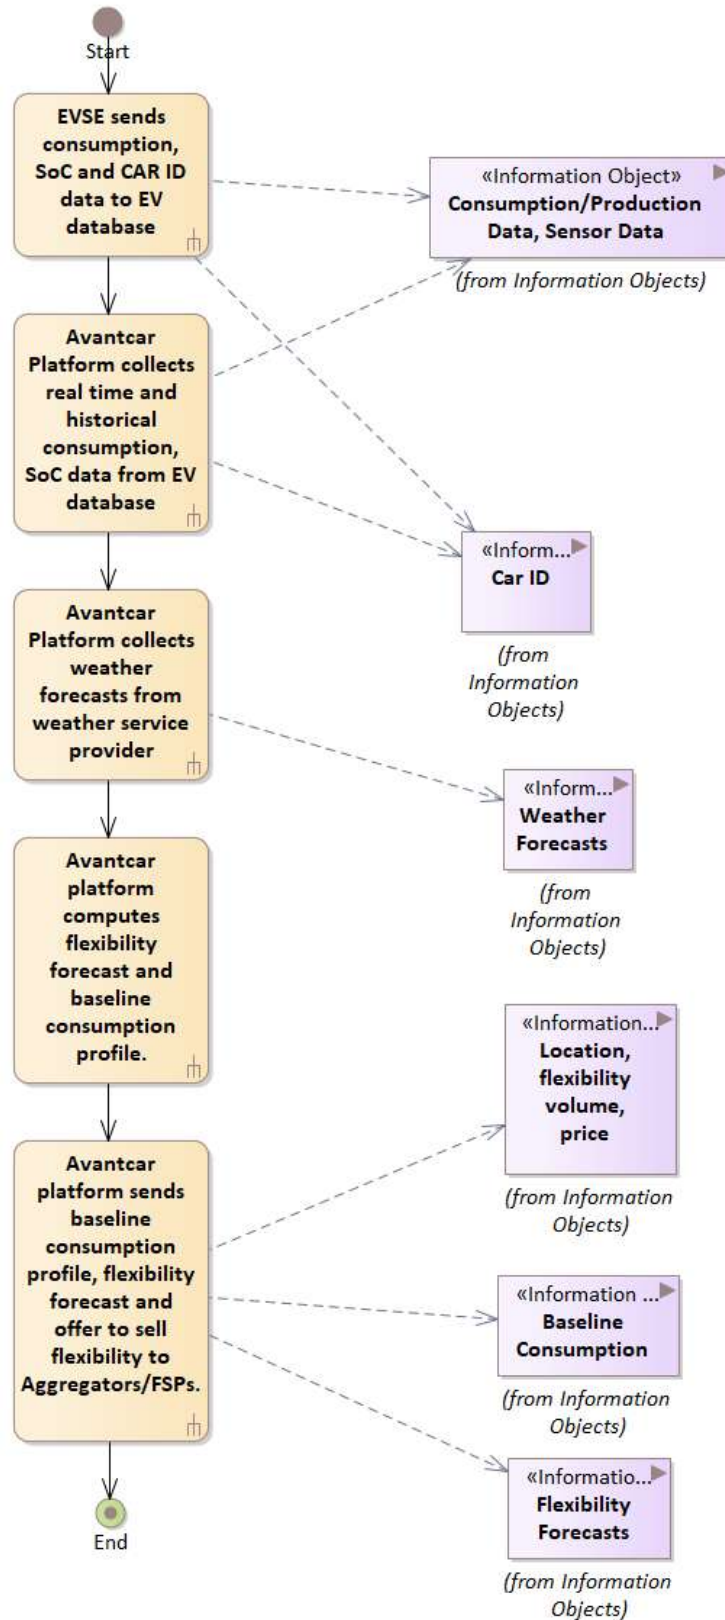 Start
EVSE sends
consumption,
SoC and CAR ID
data to EV
database
«Information Object»
Consumption/Production
Data, Sensor Data
(from Information Objects)
Avantcar
Platform collects
real time and
historical
consumption,
SoC data from EV
database
«Inform...
Car ID
(from
Information
Objects)
Avantcar
Platform collects
weather
forecasts from
weather service
provider
«Inform...
Weather
Forecasts
(from
Information
Objects)
Avantcar
platform
computes
flexibility
forecast and
baseline
consumption
profile.
«Information...
Location,
flexibility
volume,
price
(from Information
Objects)
Avantcar
platform sends
baseline
consumption
profile, flexibility
forecast and
offer to sell
flexibility to
Aggregators/FSPs.
«Information ...
Baseline
Consumption
(from Information
Objects)
«Informatio...
Flexibility
Forecasts
(from Information
Objects)
End